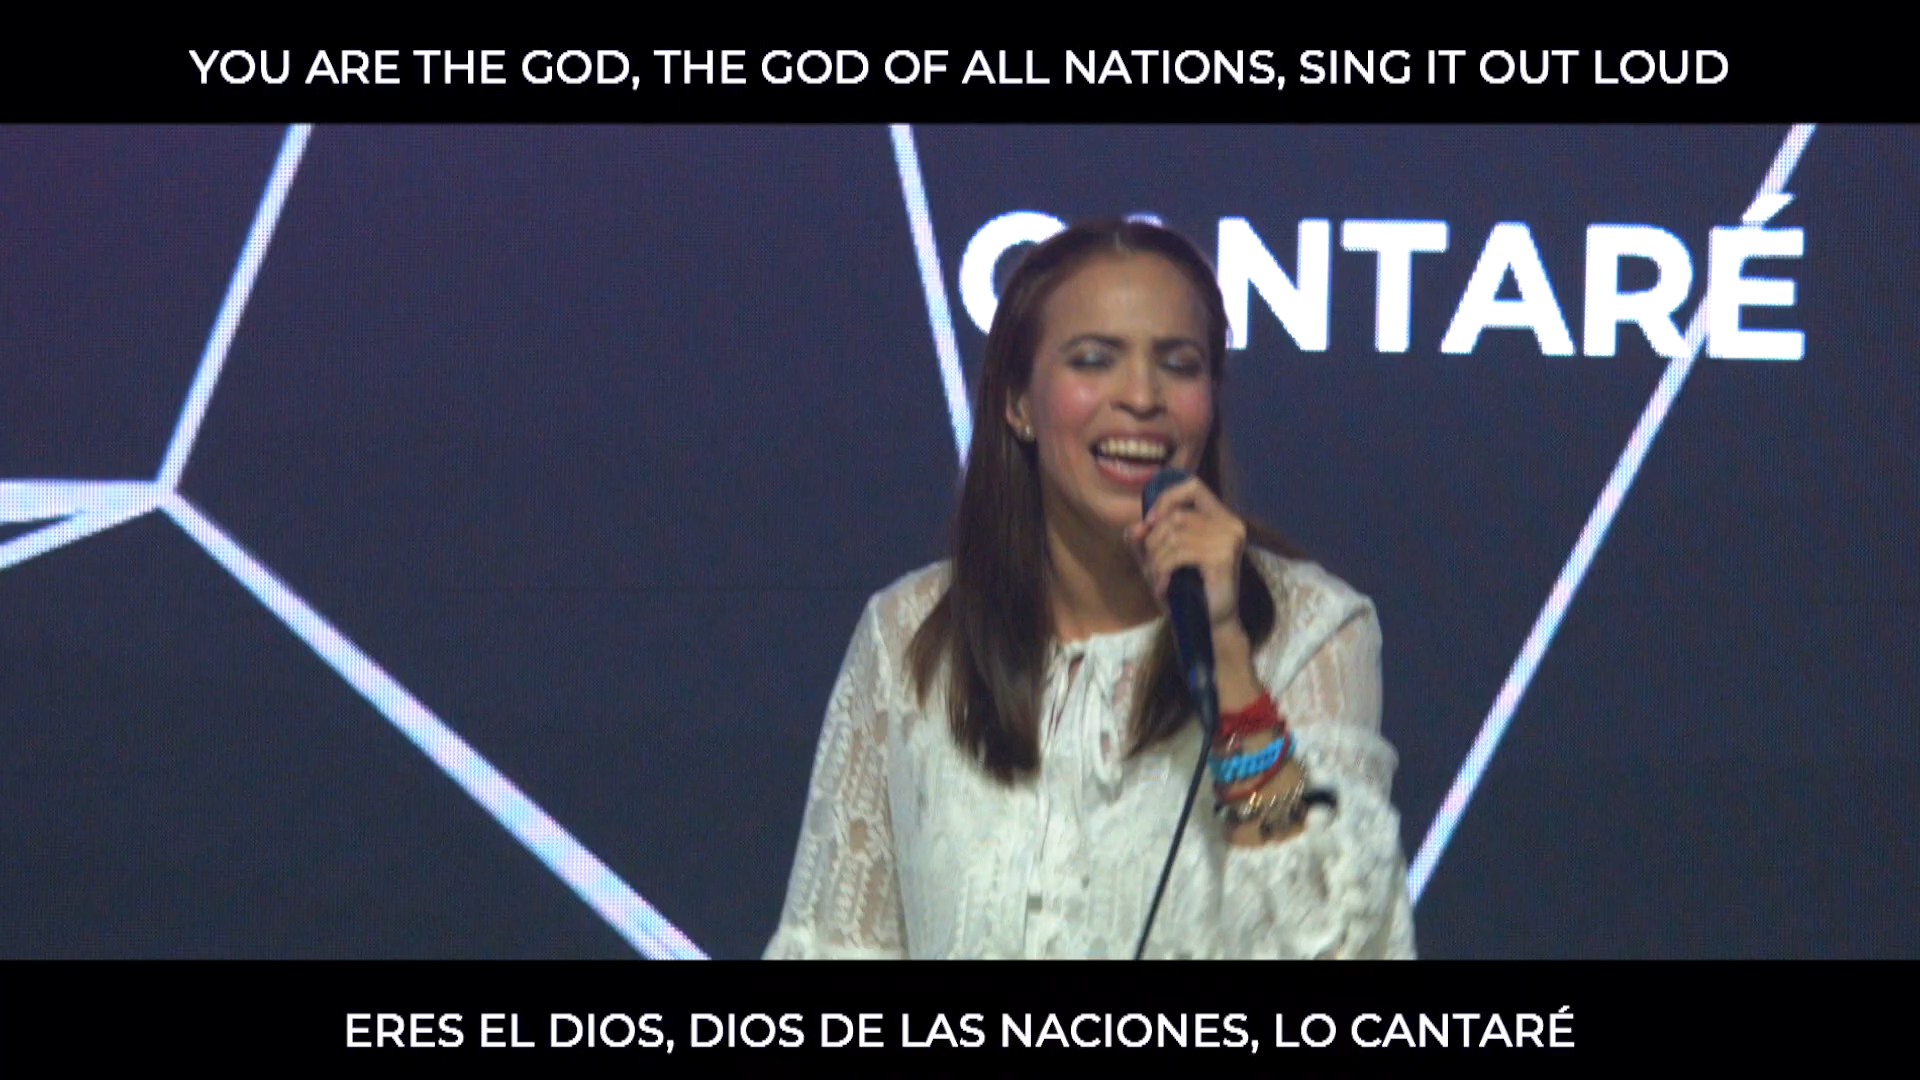 YOU ARE THE GOD, THE GOD OF ALL NATIONS, SING IT OUT LOUD
CANTARÉ
ERES EL DIOS, DIOS DE LAS NACIONES, LO CANTARÉ